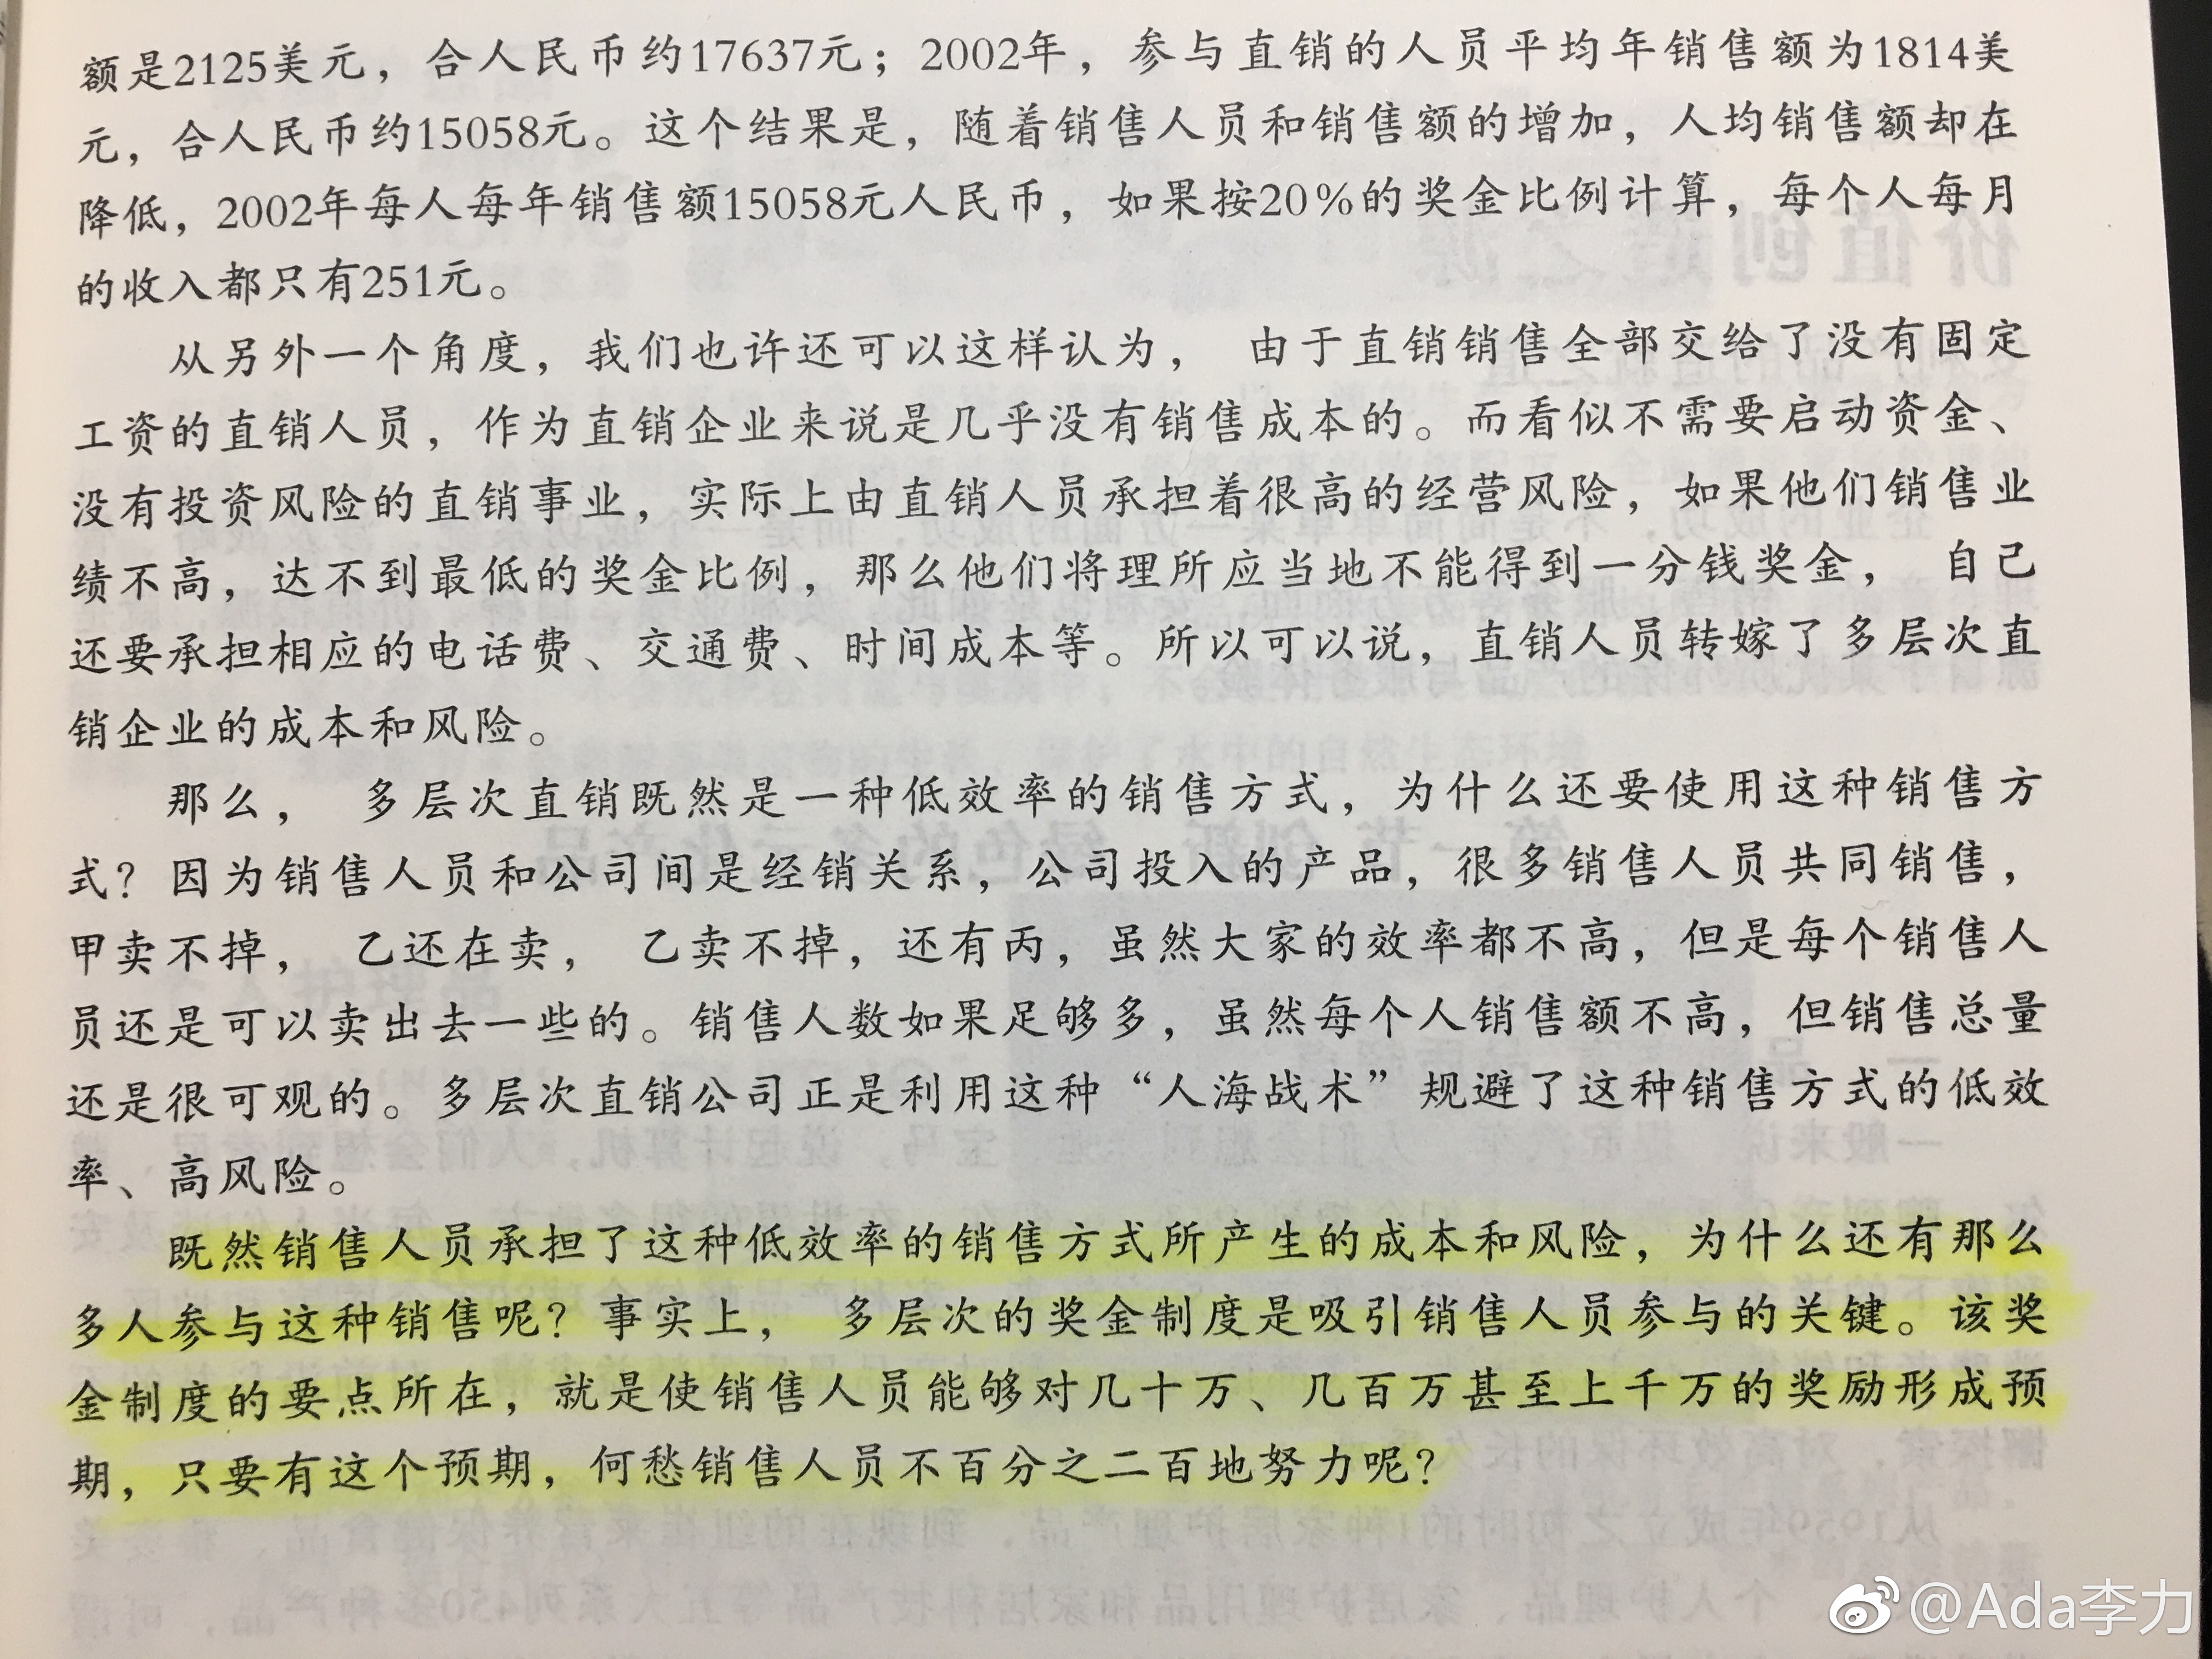 额是2125美元，合人民币约17637元；2002年，参与直销的人员平均年销售额为1814美
元，合人民币约15058元。这个结果是，随着销售人员和销售额的增加，人均销售额却在
降低，2002年每人每年销售额15058元人民币，如果按20%的奖金比例计算，每个人每月
的收入都只有251元。
从另外一个角度，我们也许还可以这样认为，由于直销销售全部交给了没有固定
工资的直销人员，作为直销企业来说是几乎没有销售成本的。而看似不需要启动资金、
没有投资风险的直销事业，实际上由直销人员承担着很高的经营风险，如果他们销售业
绩不高，达不到最低的奖金比例，那么他们将理所应当地不能得到一分钱奖金，自己
还要承担相应的电话费、交通费、时间成本等。所以可以说，直销人员转嫁了多层次直
销企业的成本和风险。
那么，多层次直销既然是一种低效率的销售方式，为什么还要使用这种销售方
式？因为销售人员和公司间是经销关系，公司投入的产品，很多销售人员共同销售，
甲卖不掉，乙还在卖，乙卖不掉，还有丙，虽然大家的效率都不高，但是每个销售人
员还是可以卖出去一些的。销售人数如果足够多，虽然每个人销售额不高，但销售总量
还是很可观的。多层次直销公司正是利用这种“人海战术”规避了这种销售方式的低效
率、高风险。
既然销售人员承担了这种低效率的销售方式所产生的成本和风险，为什么还有那么
多人参与这种销售呢？事实上，多层次的奖金制度是吸引销售人员参与的关键。该奖
金制度的要点所在，就是使销售人员能够对几十万、几百万甚至上千万的奖励形成预
期，只要有这个预期，何愁销售人员不百分之二百地努力呢？
@Ada李力